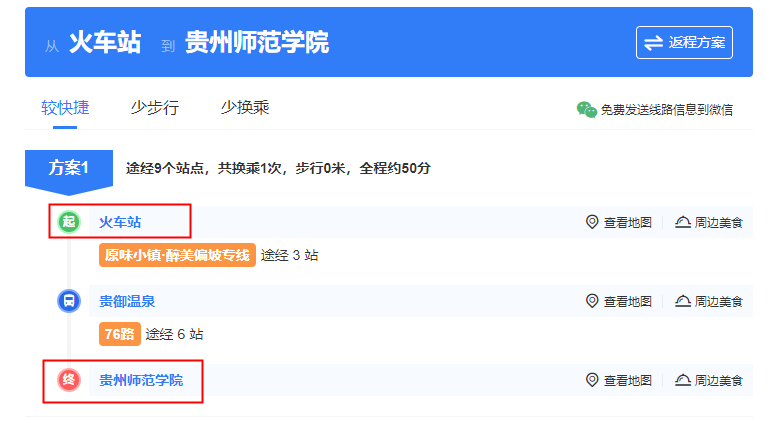 从 火车站 到 贵州师范学院 返程方案
较快捷 少步行 少换乘 免费发送线路信息到微信
方案1 途经9个站点，共换乘1次，步行0米，全程约50分
起 火车站 查看地图 周边美食
原味小镇·醉美偏坡专线 途经 3 站
贵御温泉 查看地图 周边美食
76路 途经 6 站
终 贵州师范学院 查看地图 周边美食